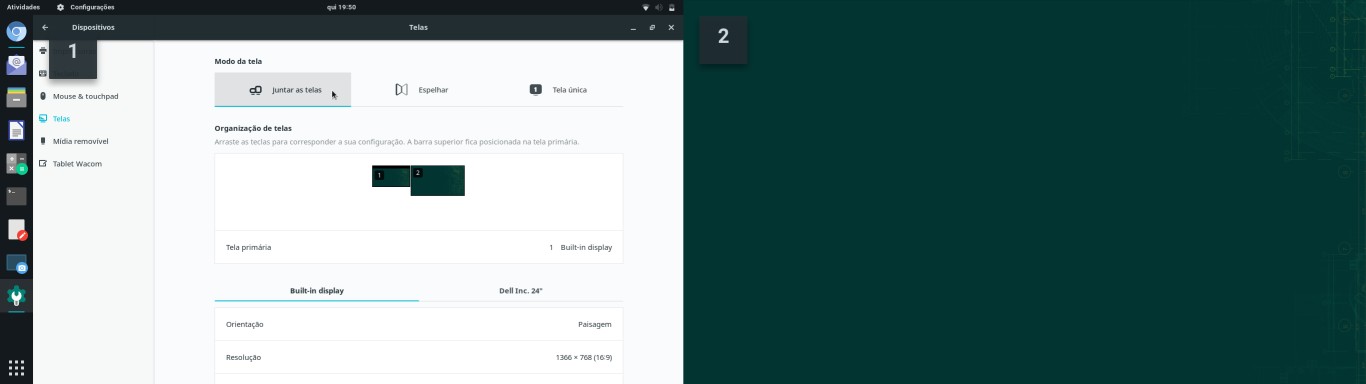 Atividades Configurações qui 19:50
Dispositivos Telas
1
2
Mouse & touchpad
Telas
Mídia removível
Tablet Wacom
Modo da tela
Juntar as telas Espelhar 1 Tela única
Organização de telas
Arraste as teclas para corresponder a sua configuração. A barra superior fica posicionada na tela primária.
1 2
Tela primária 1 Built-in display
Built-in display Dell Inc. 24"
Orientação Paisagem
Resolução 1366 × 768 (16:9)